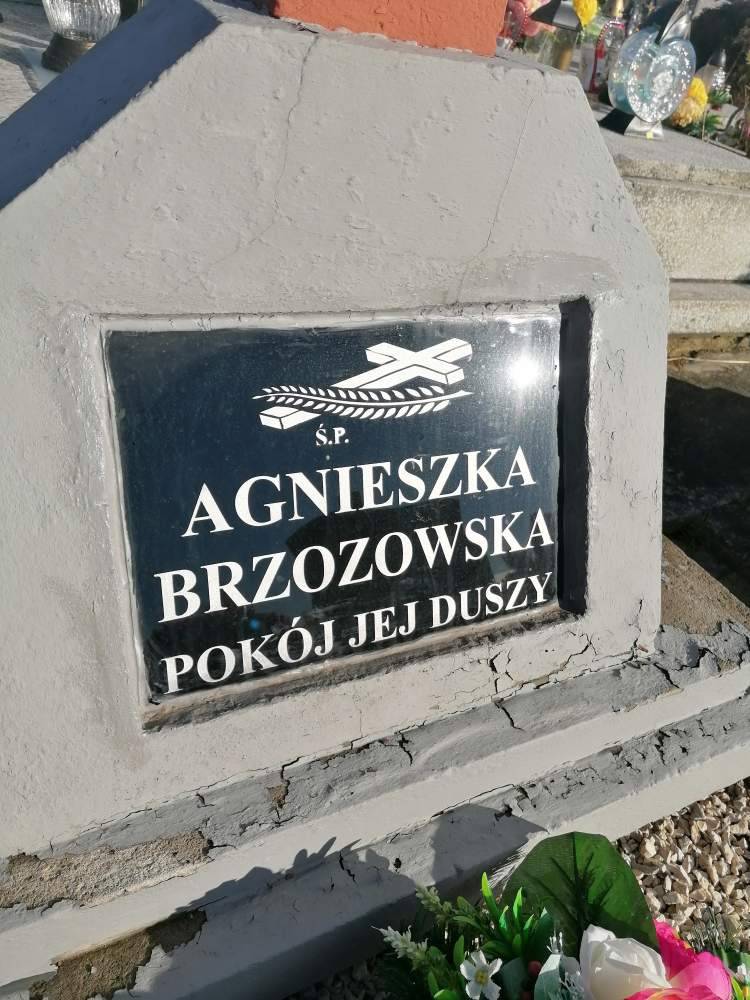 Ś.P.
AGNIESZKA
BRZOZOWSKA
POKÓJ JEJ DUSZY